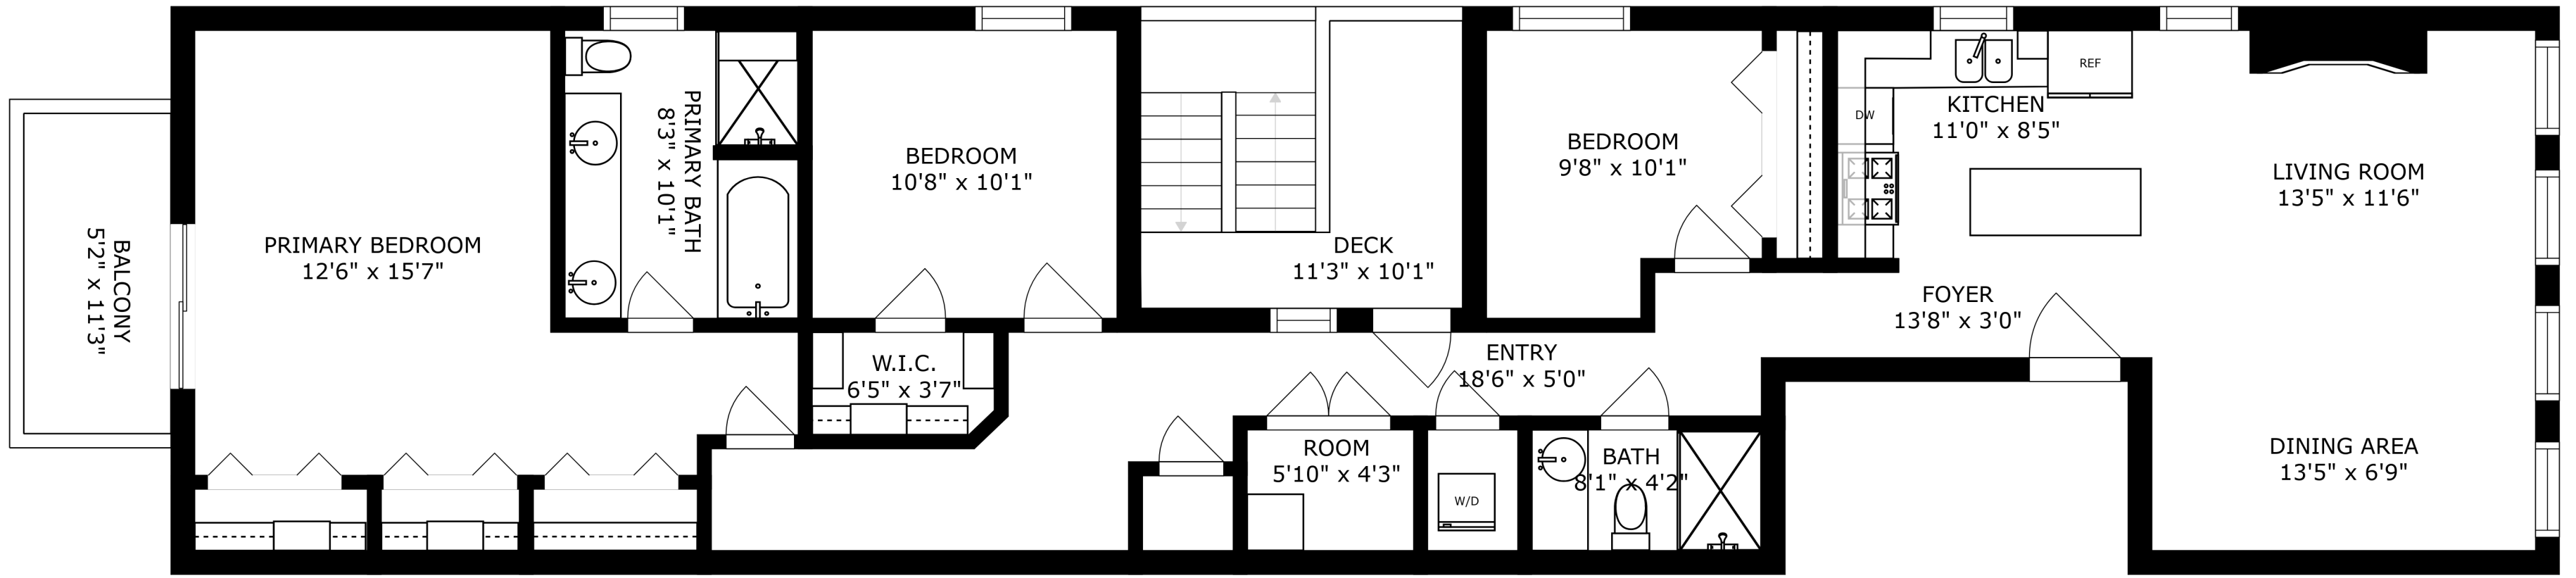 BALCONY
5'2" x 11'3"
PRIMARY BEDROOM
12'6" x 15'7"
PRIMARY BATH
8'3" x 10'1"
BEDROOM
10'8" x 10'1"
W.I.C.
6'5" x 3'7"
DECK
11'3" x 10'1"
BEDROOM
9'8" x 10'1"
ENTRY
18'6" x 5'0"
ROOM
5'10" x 4'3"
W/D
BATH
8'1" x 4'2"
REF
DW
KITCHEN
11'0" x 8'5"
FOYER
13'8" x 3'0"
LIVING ROOM
13'5" x 11'6"
DINING AREA
13'5" x 6'9"